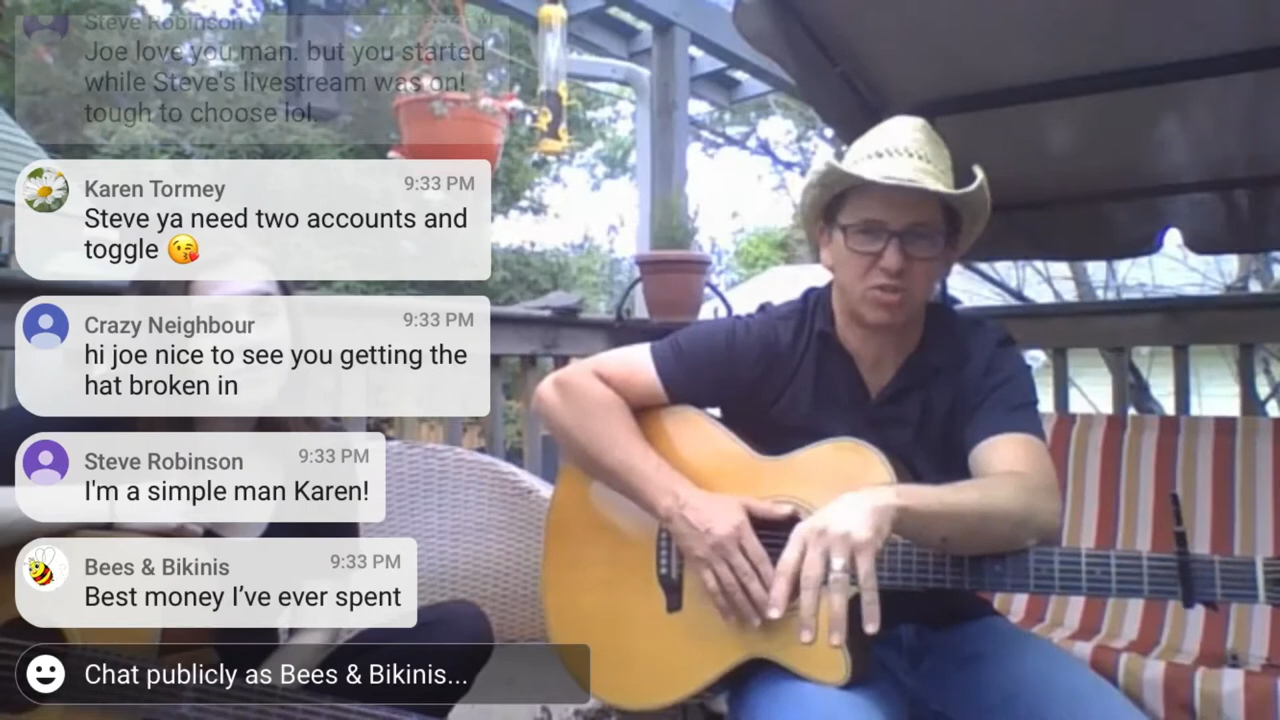 Steve Robinson
Joe love you man. but you started
while Steve's livestream was on!
tough to choose lol.
Karen Tormey 9:33 PM
Steve ya need two accounts and
toggle 😘
Crazy Neighbour 9:33 PM
hi joe nice to see you getting the
hat broken in
Steve Robinson 9:33 PM
I'm a simple man Karen!
Bees & Bikinis 9:33 PM
Best money I’ve ever spent
Chat publicly as Bees & Bikinis...